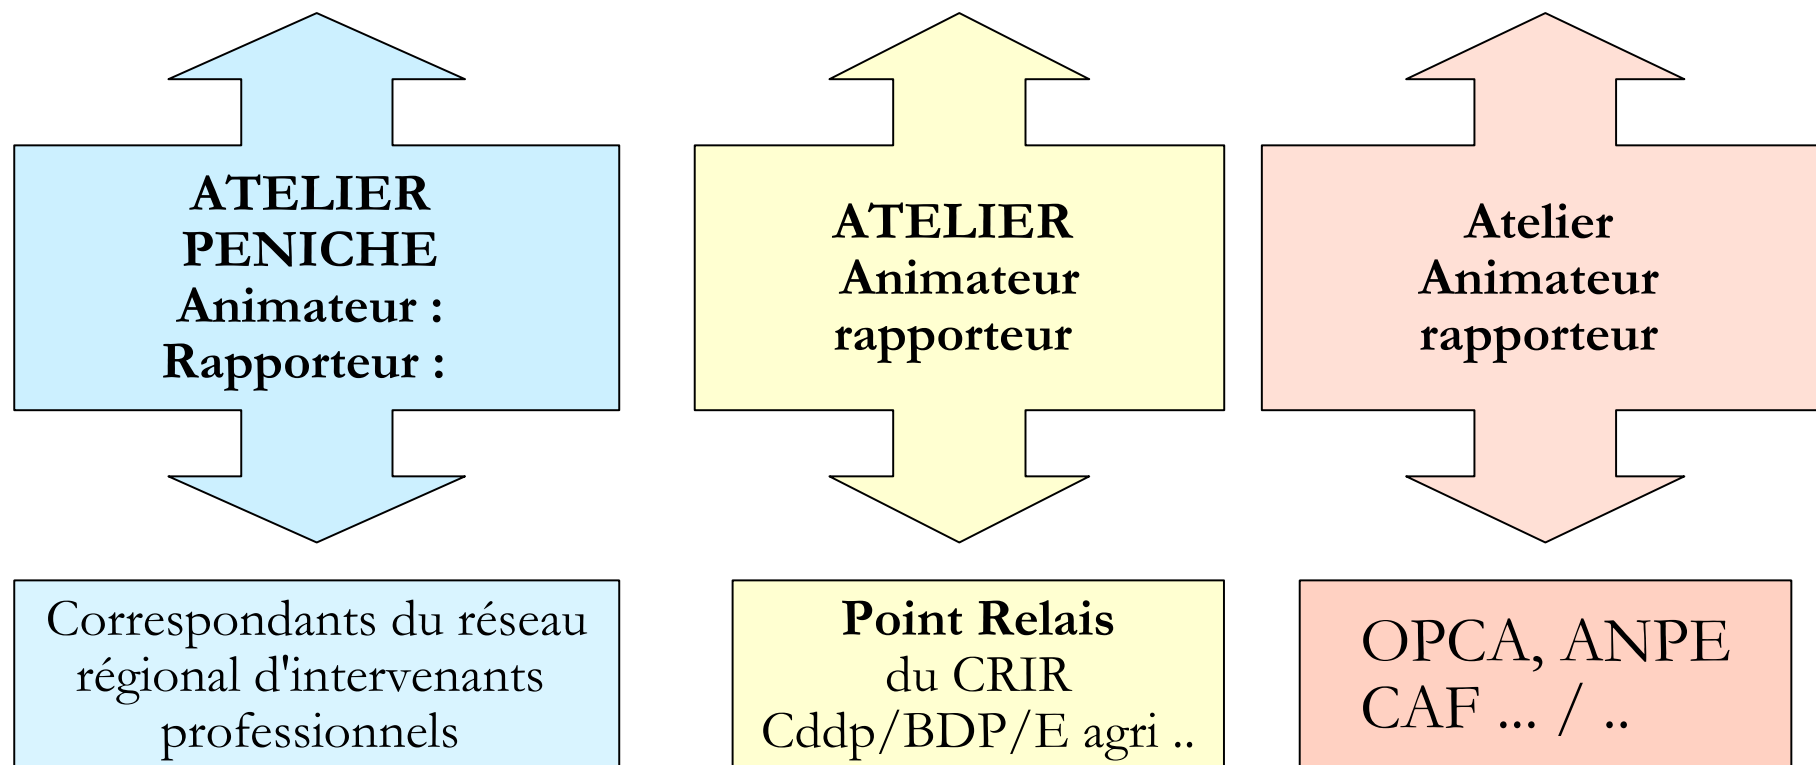 ATELIER
PENICHE
Animateur :
Rapporteur :
ATELIER
Animateur
rapporteur
Atelier
Animateur
rapporteur
Correspondants du réseau
régional d'intervenants
professionnels
Point Relais
du CRIR
Cddp/BDP/E agri ..
OPCA, ANPE
CAF ... / ..